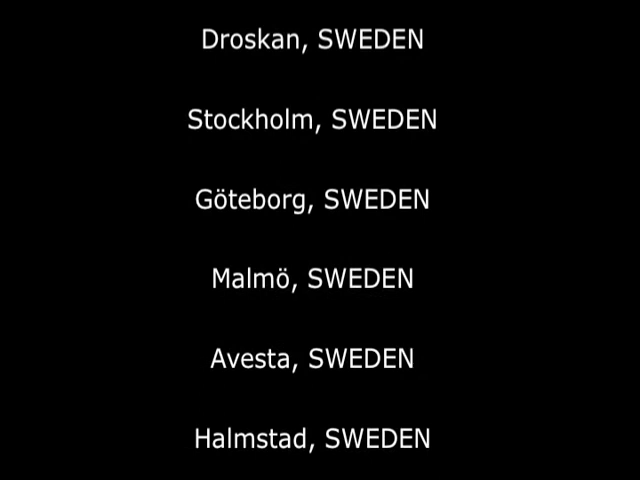 Droskan, SWEDEN
Stockholm, SWEDEN
Göteborg, SWEDEN
Malmö, SWEDEN
Avesta, SWEDEN
Halmstad, SWEDEN